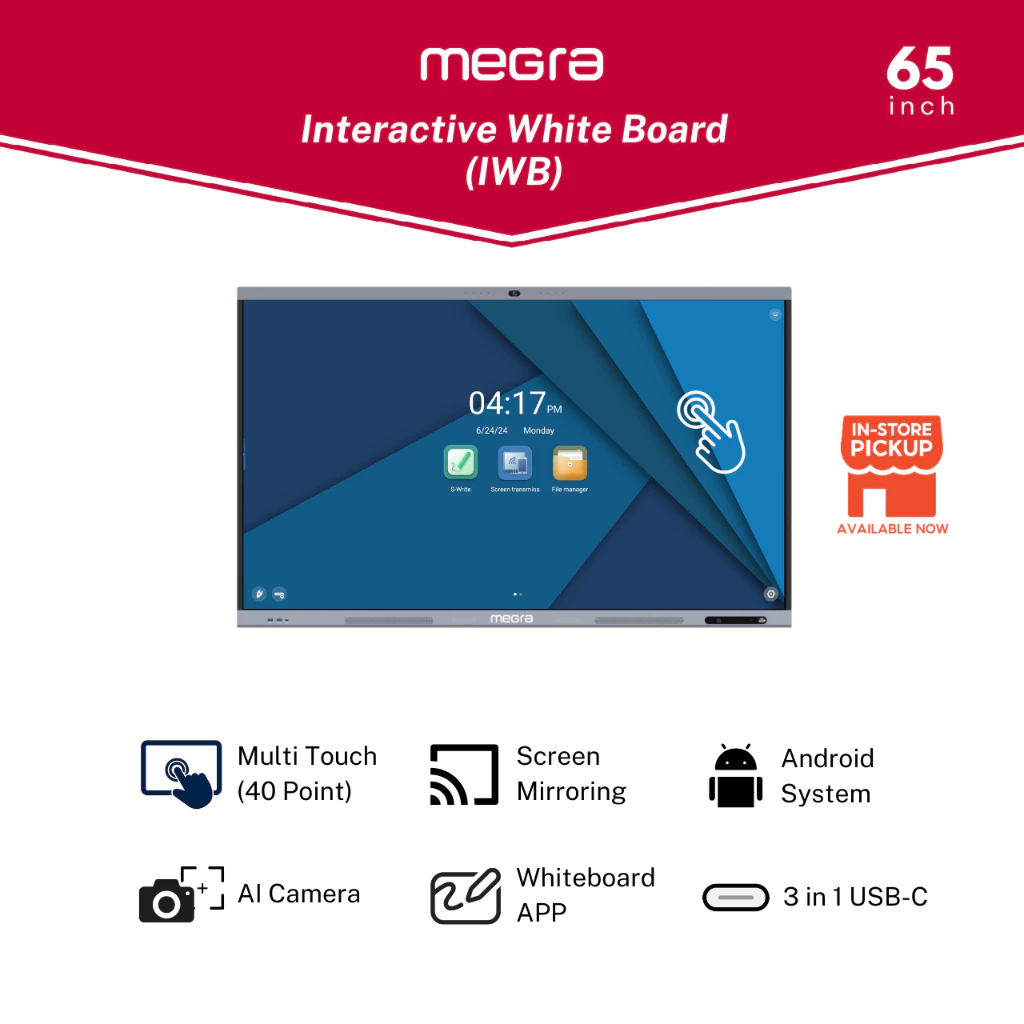 megra
65
inch
Interactive White Board
(IWB)
04:17 PM
6/24/24 Monday
S-Write Screen transmiss File manager
megra
IN-STORE
PICKUP
AVAILABLE NOW
Multi Touch
(40 Point)
Screen
Mirroring
Android
System
AI Camera
Whiteboard
APP
3 in 1 USB-C